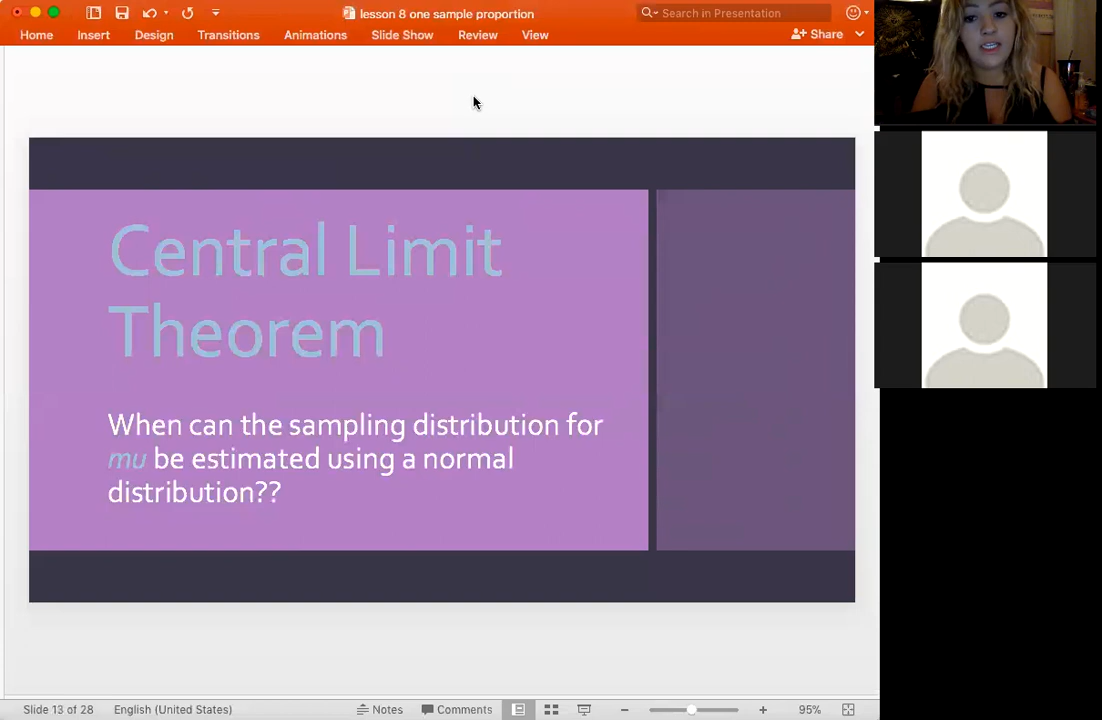 lesson 8 one sample proportion
Search in Presentation
Home Insert Design Transitions Animations Slide Show Review View Share
Central Limit
Theorem
When can the sampling distribution for
mu be estimated using a normal
distribution??
Slide 13 of 28 English (United States) Notes Comments 95%